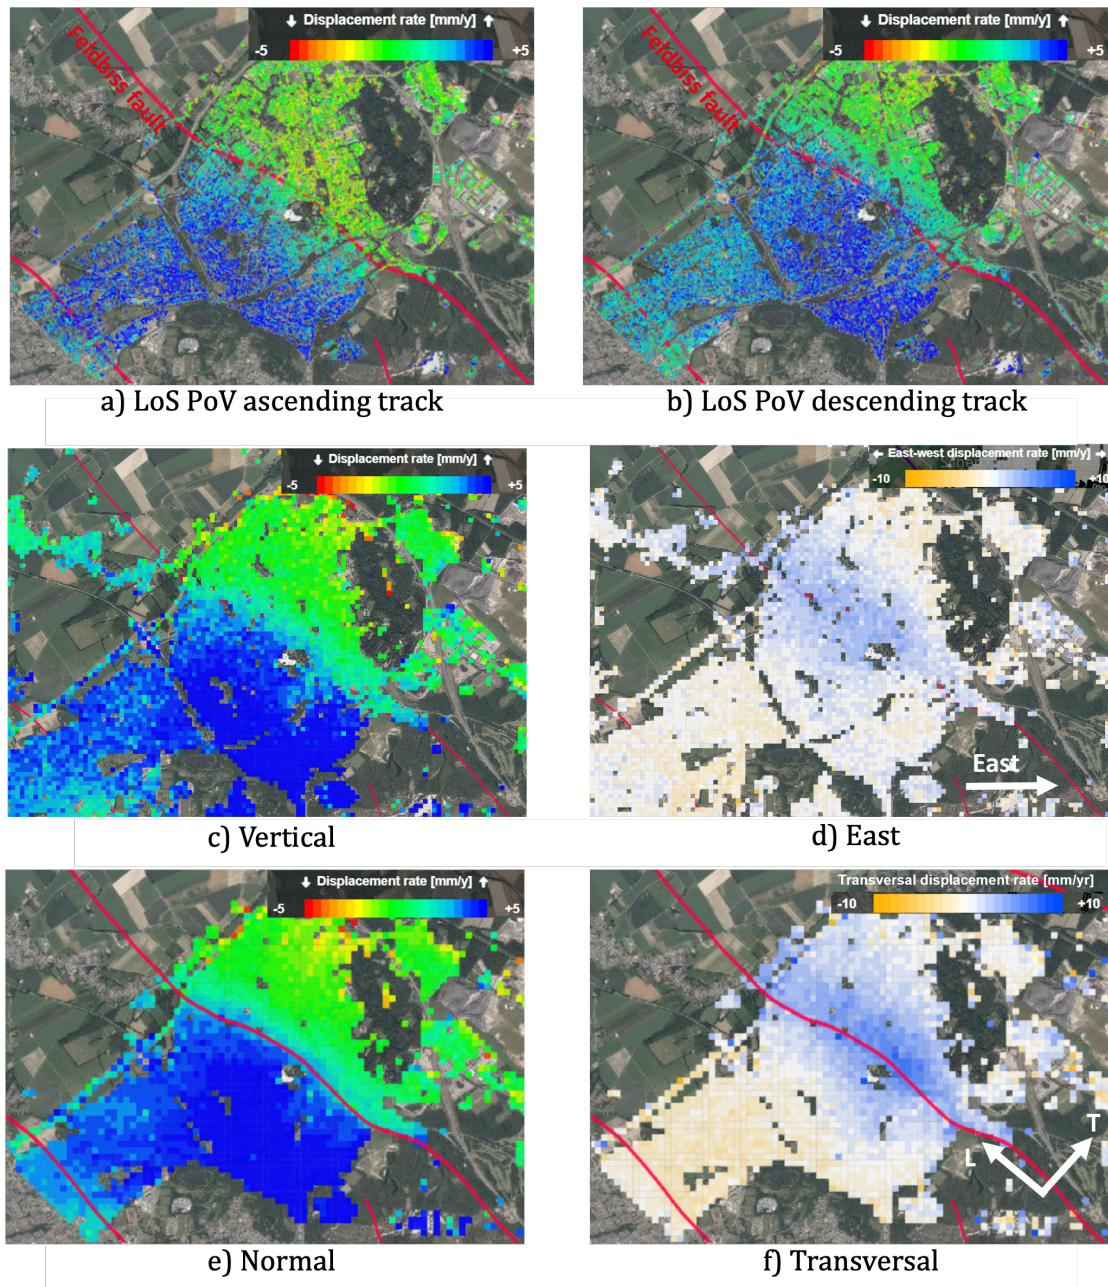 ↓ Displacement rate [mm/y] ↑
-5 +5
Feldbiss fault
a) LoS PoV ascending track
↓ Displacement rate [mm/y] ↑
-5 +5
Feldbiss fault
b) LoS PoV descending track
↓ Displacement rate [mm/y] ↑
-5 +5
c) Vertical
← East-west displacement rate [mm/y] →
-10 +10
East
d) East
↓ Displacement rate [mm/y] ↑
-5 +5
e) Normal
Transversal displacement rate [mm/yr]
-10 +10
T
L
f) Transversal